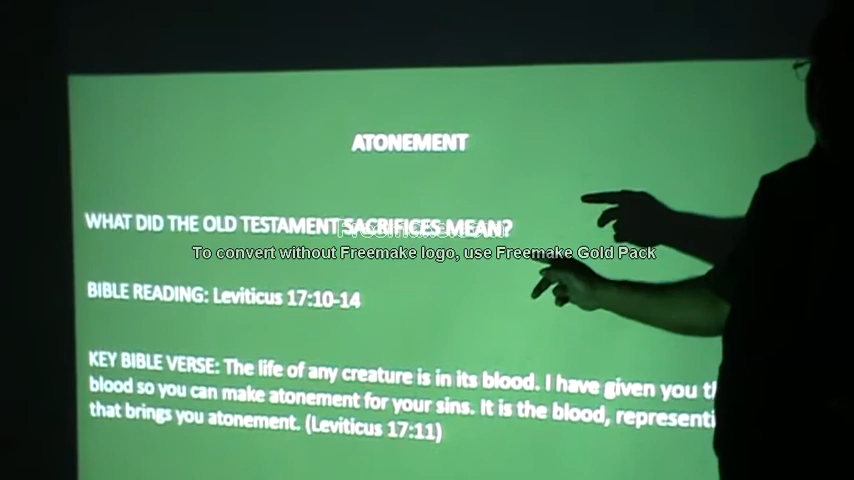 ATONEMENT
WHAT DID THE OLD TESTAMENT SACRIFICES MEAN?
To convert without Freemake logo, use Freemake Gold Pack
BIBLE READING: Leviticus 17:10-14
KEY BIBLE VERSE: The life of any creature is in its blood. I have given you
blood so you can make atonement for your sins. It is the blood,
that brings you atonement. (Leviticus 17:11)